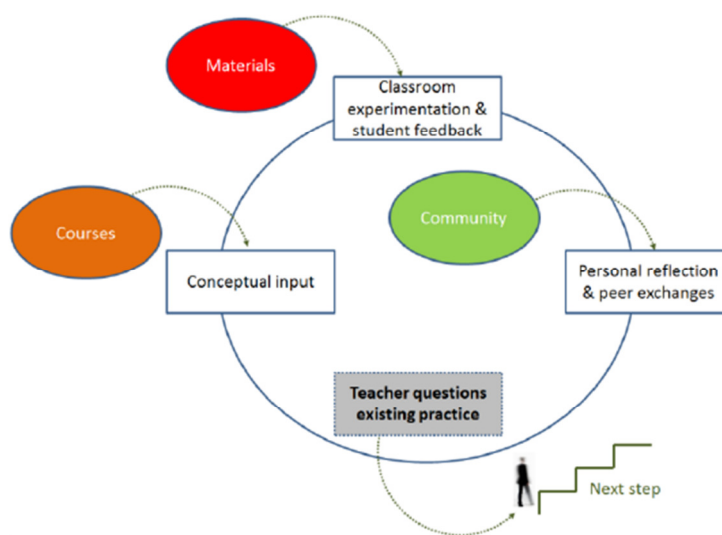 Materials
Classroom
experimentation &
student feedback
Courses
Community
Conceptual input
Personal reflection
& peer exchanges
Teacher questions
existing practice
Next step